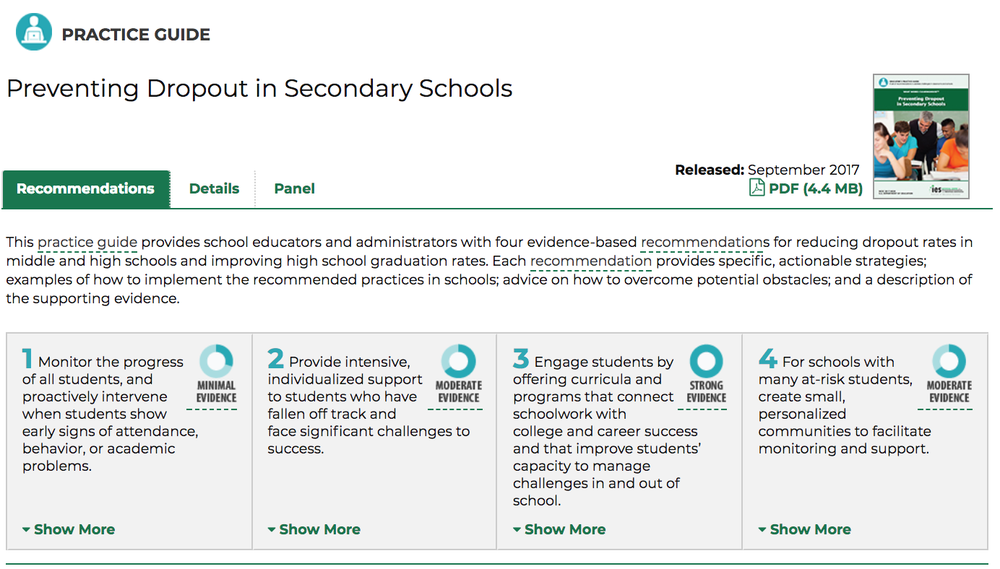 PRACTICE GUIDE
Preventing Dropout in Secondary Schools
Preventing Dropout
in Secondary Schools
ies
Released: September 2017
PDF (4.4 MB)
Recommendations
Details
Panel
This practice guide provides school educators and administrators with four evidence-based recommendations for reducing dropout rates in
middle and high schools and improving high school graduation rates. Each recommendation provides specific, actionable strategies;
examples of how to implement the recommended practices in schools; advice on how to overcome potential obstacles; and a description of
the supporting evidence.
1 Monitor the progress
of all students, and
proactively intervene
when students show
early signs of attendance,
behavior, or academic
problems.
MINIMAL
EVIDENCE
Show More
2 Provide intensive,
individualized support
to students who have
fallen off track and
face significant challenges to
success.
MODERATE
EVIDENCE
Show More
3 Engage students by
offering curricula and
programs that connect
schoolwork with
college and career success
and that improve students’
capacity to manage
challenges in and out of
school.
STRONG
EVIDENCE
Show More
4 For schools with
many at-risk students,
create small,
personalized
communities to facilitate
monitoring and support.
MODERATE
EVIDENCE
Show More